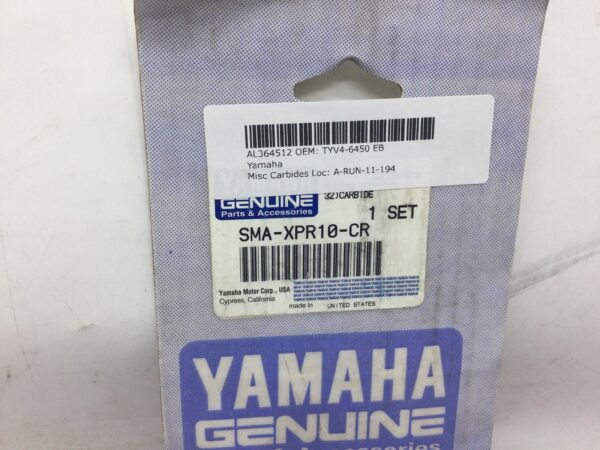 AL364512 OEM: TYV4-6450 EB
Yamaha
Misc Carbides Loc: A-RUN-11-194
GENUINE
Parts & Accessories
32)CARBIDE
1 SET
SMA-XPR10-CR
Yamaha Motor Corp., USA
Cypress, California
made in UNITED STATES
YAMAHA
GENUINE
& Accessories